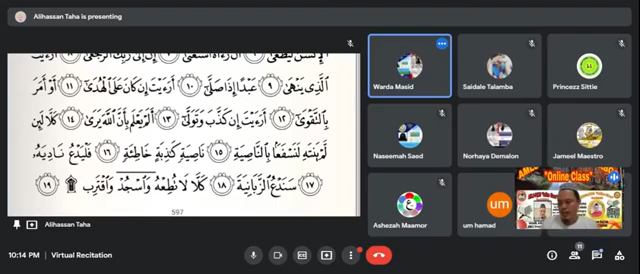 Alihassan Taha is presenting
الَّذِى يَنْهَىٰ ٩ عَبْدًا إِذَا صَلَّىٰٓ ١٠ أَرَءَيْتَ إِن كَانَ عَلَى ٱلْهُدَىٰٓ ١١ أَوْ أَمَرَ
بِٱلتَّقْوَىٰٓ ١٢ أَرَءَيْتَ إِن كَذَّبَ وَتَوَلَّىٰٓ ١٣ أَلَمْ يَعْلَم بِأَنَّ ٱللَّهَ يَرَىٰ ١٤ كَلَّا لَئِن
لَّمْ يَنتَهِ لَنَسْفَعًۢا بِٱلنَّاصِيَةِ ١٥ نَاصِيَةٍ كَٰذِبَةٍ خَاطِئَةٍ ١٦ فَلْيَدْعُ نَادِيَهُۥ
١٧ سَنَدْعُ ٱلزَّبَانِيَةَ ١٨ كَلَّا لَا تُطِعْهُ وَٱسْجُدْ وَٱقْتَرِب ۩ ١٩
597
Alihassan Taha
Warda Masid
Saidale Talamba
Princezz Sittie
Naseemah Saed
Norhaya Demalon
Jameel Maestro
Ashezah Maamor
um
um hamad
"Online Class"
10:14 PM | Virtual Recitation
11